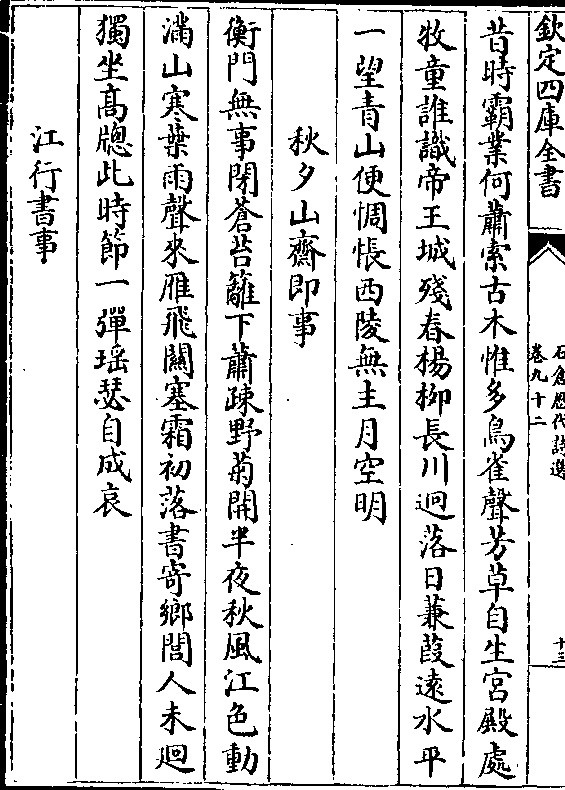 欽定四庫全書
石倉歷代詩選
卷九十二
十三
昔時霸業何蕭索古木惟多鳥雀聲芳草自生宮殿處
牧童誰識帝王城殘春楊柳長川迥落日蒹葭遠水平
一望青山便惆悵西陵無主月空明
秋夕山齋即事
衡門無事閉蒼苔籬下蕭疎野菊開半夜秋風江色動
滿山寒葉雨聲來雁飛關塞霜初落書寄鄉閭人未迴
獨坐髙牕此時節一彈瑶瑟自成哀
江行書事